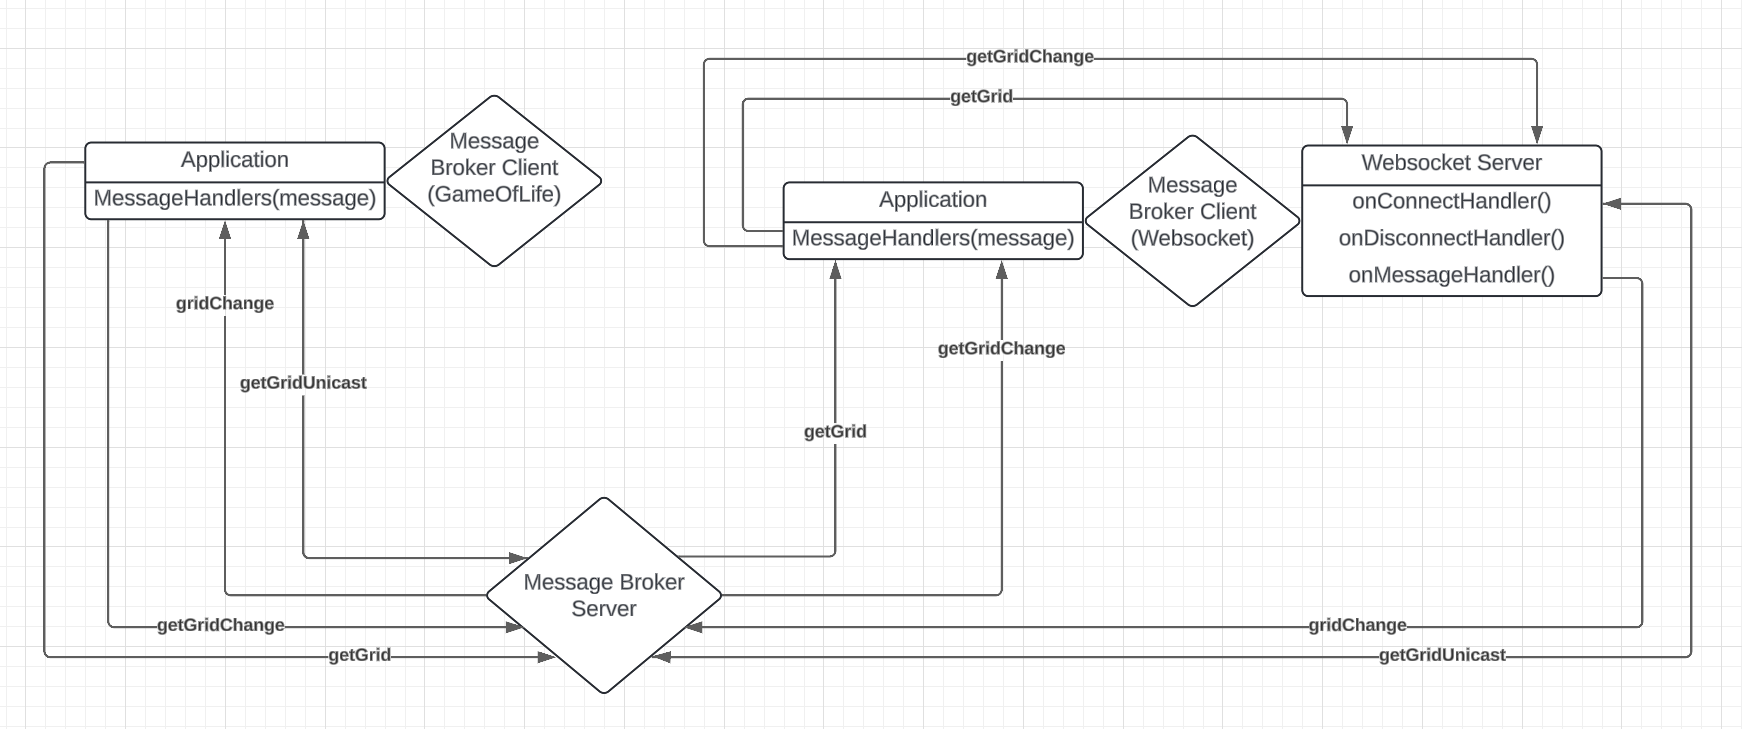 getGridChange
getGrid
Message
Broker Client
(GameOfLife)
Application
MessageHandlers(message)
Message
Broker Client
(Websocket)
Application
MessageHandlers(message)
Websocket Server
onConnectHandler()
onDisconnectHandler()
onMessageHandler()
gridChange
getGridUnicast
getGridChange
getGrid
Message Broker
Server
getGridChange
getGrid
gridChange
getGridUnicast